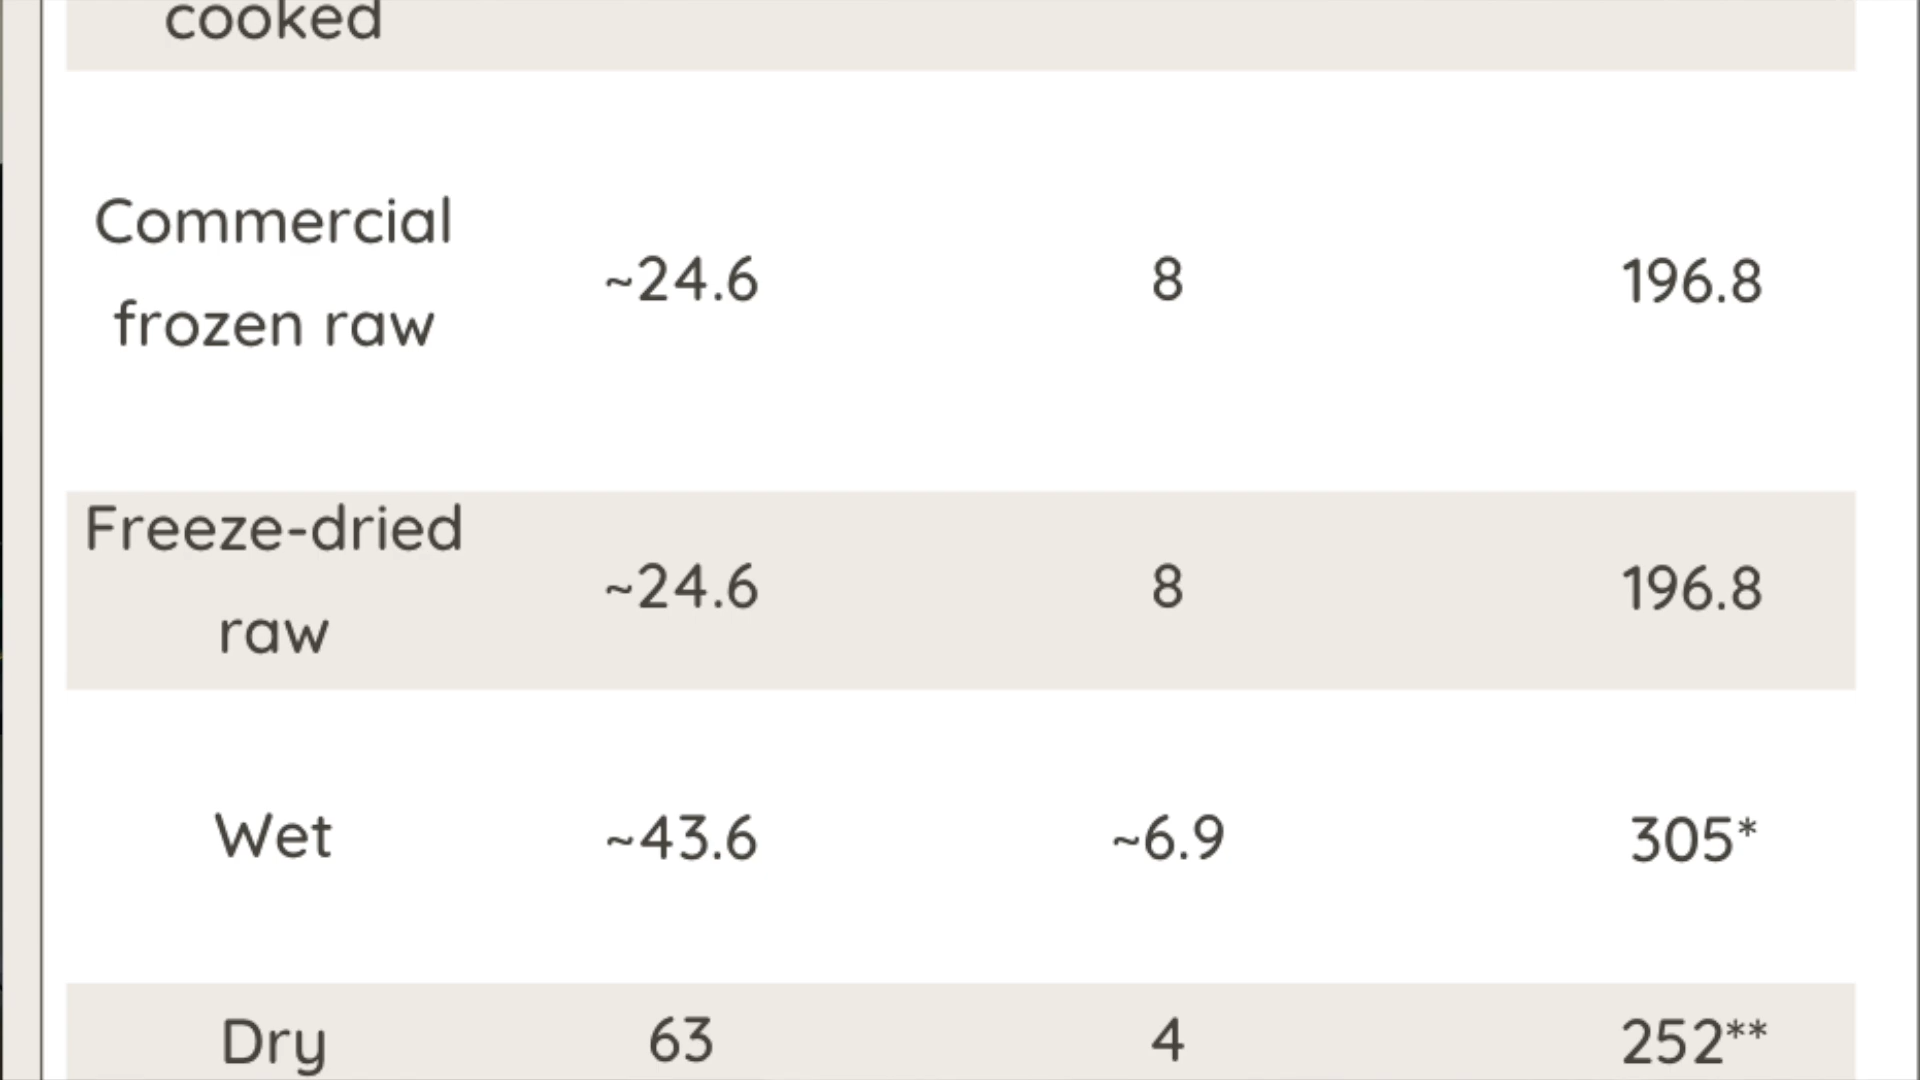 cooked
Commercial
frozen raw
~24.6
8
196.8
Freeze-dried
raw
~24.6
8
196.8
Wet
~43.6
~6.9
305*
Dry
63
4
252**